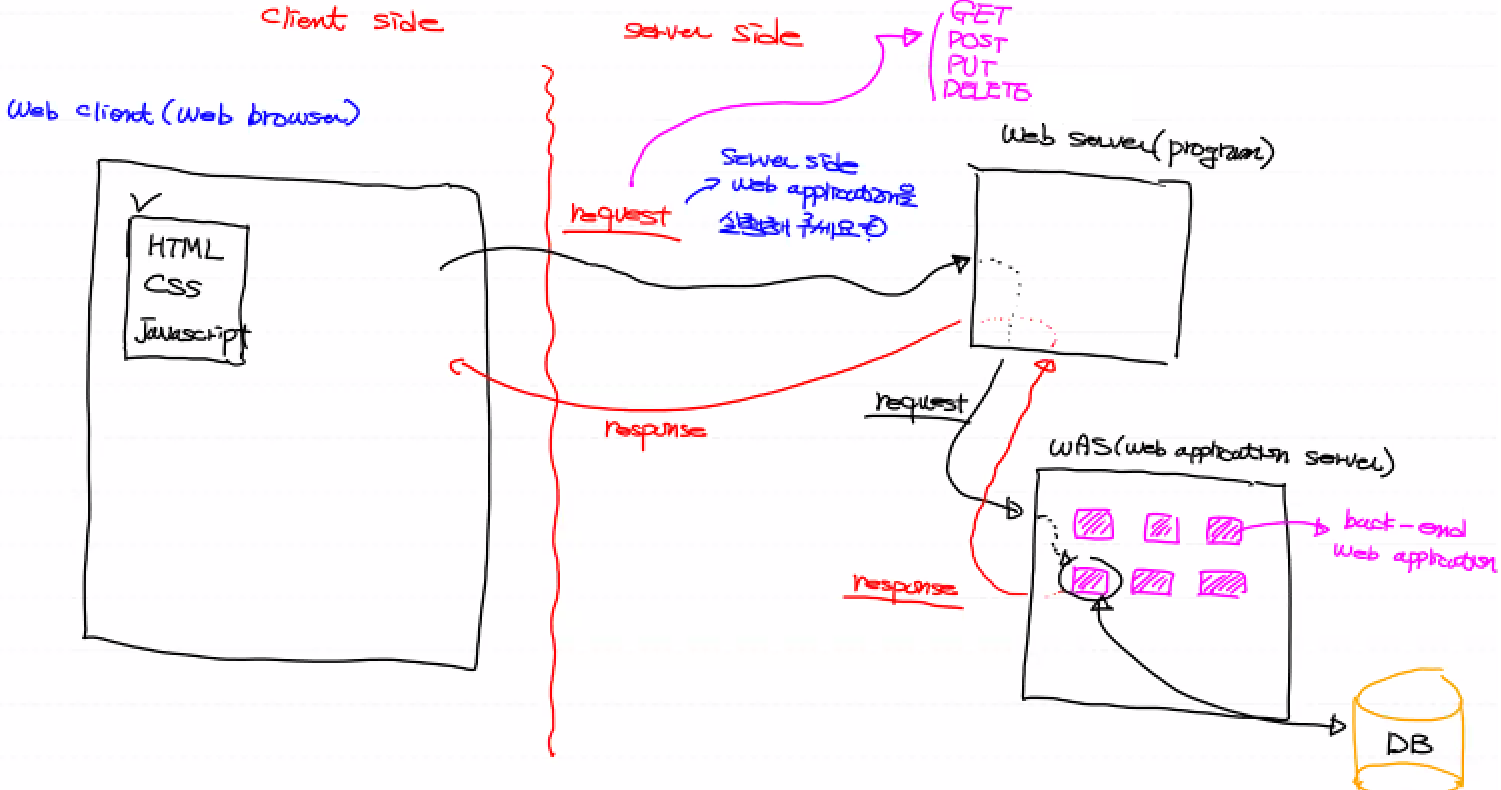 client side
server side
GET
POST
PUT
DELETE
Web client (Web browser)
Web server(program)
Server side
web application을
실행해 주세요!
request
HTML
CSS
Javascript
response
request
WAS(web application server)
back-end
web application
response
DB